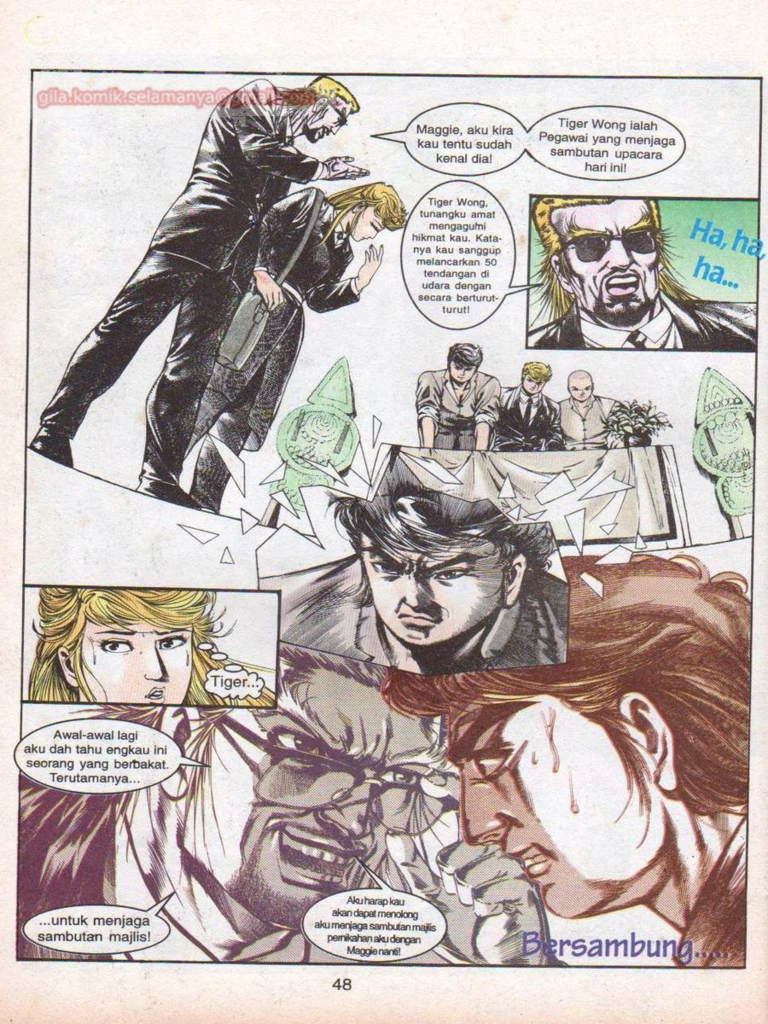 gila.komik.selamanya@
Maggie, aku kira
kau tentu sudah
kenal dia!
Tiger Wong ialah
Pegawai yang menjaga
sambutan upacara
hari ini!
Tiger Wong,
tunangku amat
mengaguhi
hikmat kau. Kata-
nya kau sanggup
melancarkan 50
tendangan di
udara dengan
secara berturut-
turut!
Ha, ha,
ha...
Tiger...
Awal-awal lagi
aku dah tahu engkau ini
seorang yang berbakat.
Terutamanya...
...untuk menjaga
sambutan majlis!
Aku harap kau
akan dapat menolong
aku menjaga sambutan majlis
pernikahan aku dengan
Maggie nanti!
Bersambung.....
48